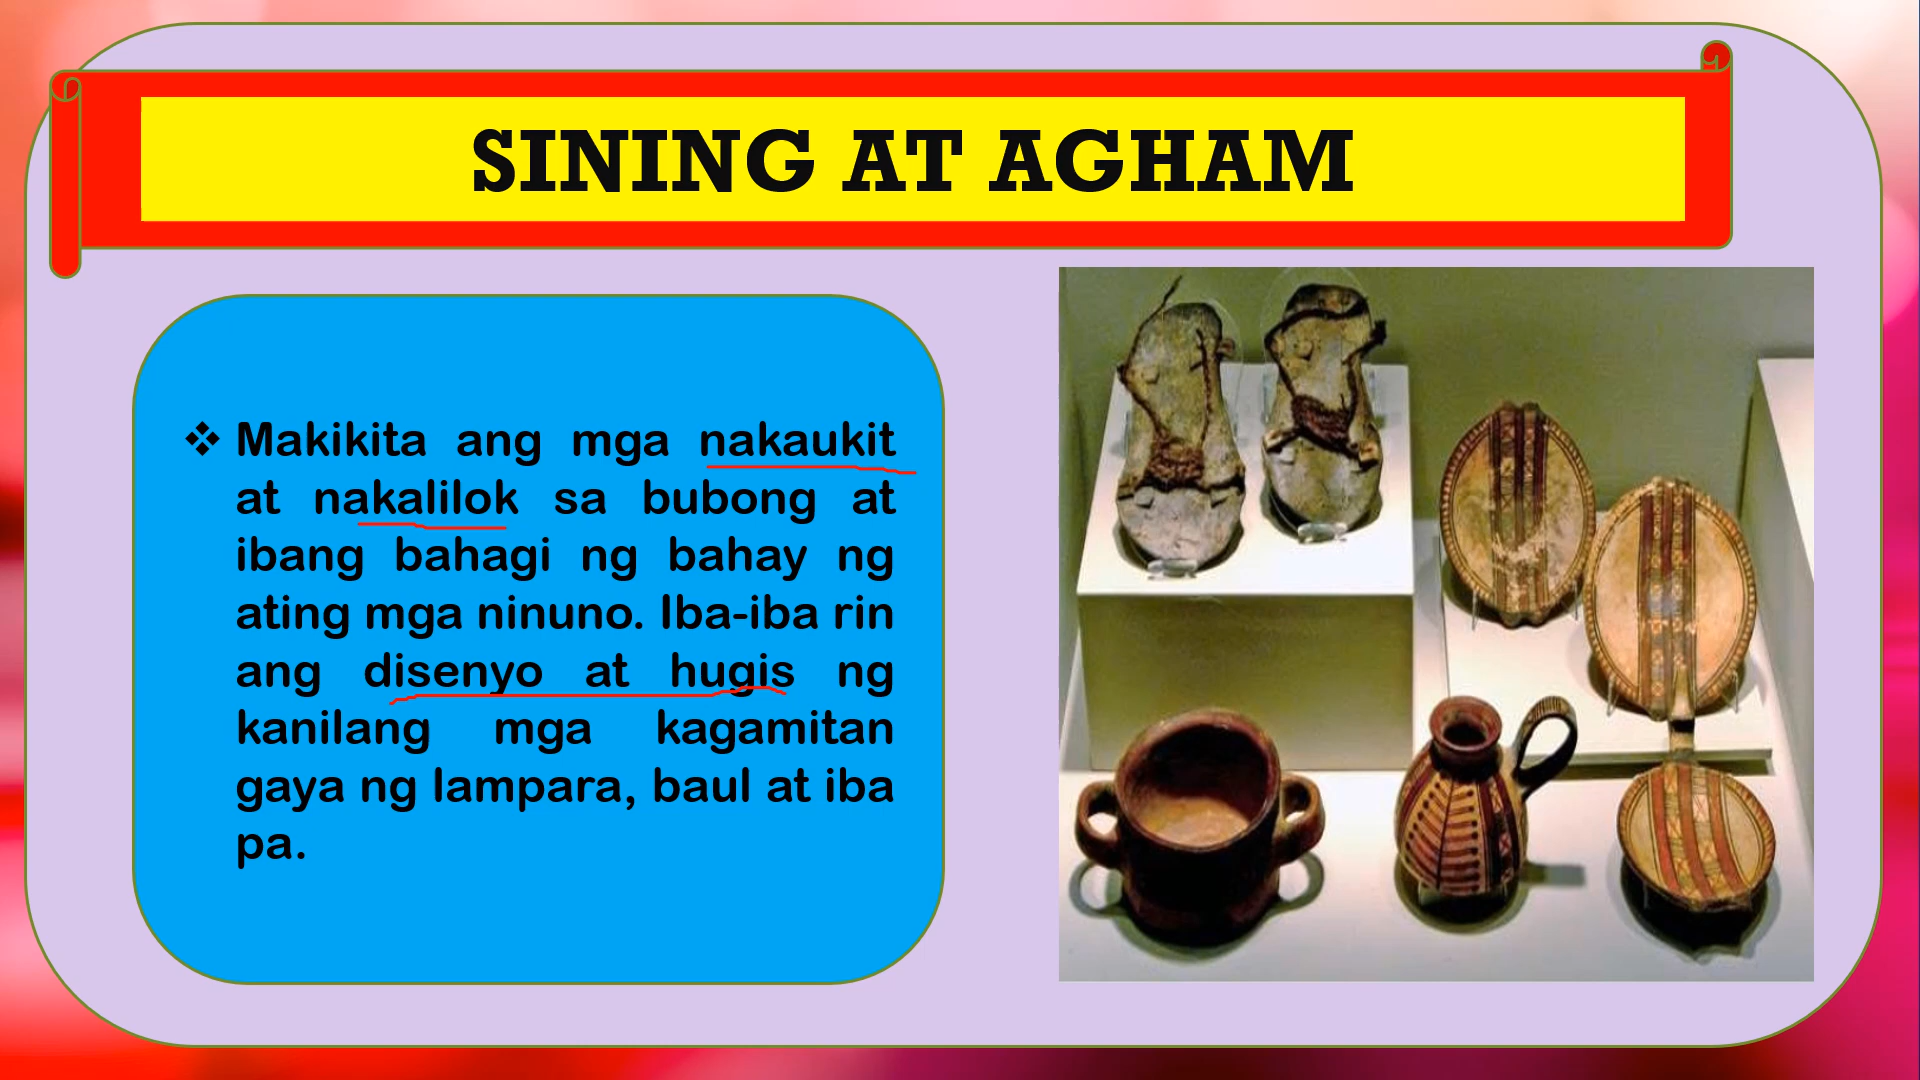 SINING AT AGHAM
❖ Makikita ang mga nakaukit
at nakalilok sa bubong at
ibang bahagi ng bahay ng
ating mga ninuno. Iba-iba rin
ang disenyo at hugis ng
kanilang mga kagamitan
gaya ng lampara, baul at iba
pa.